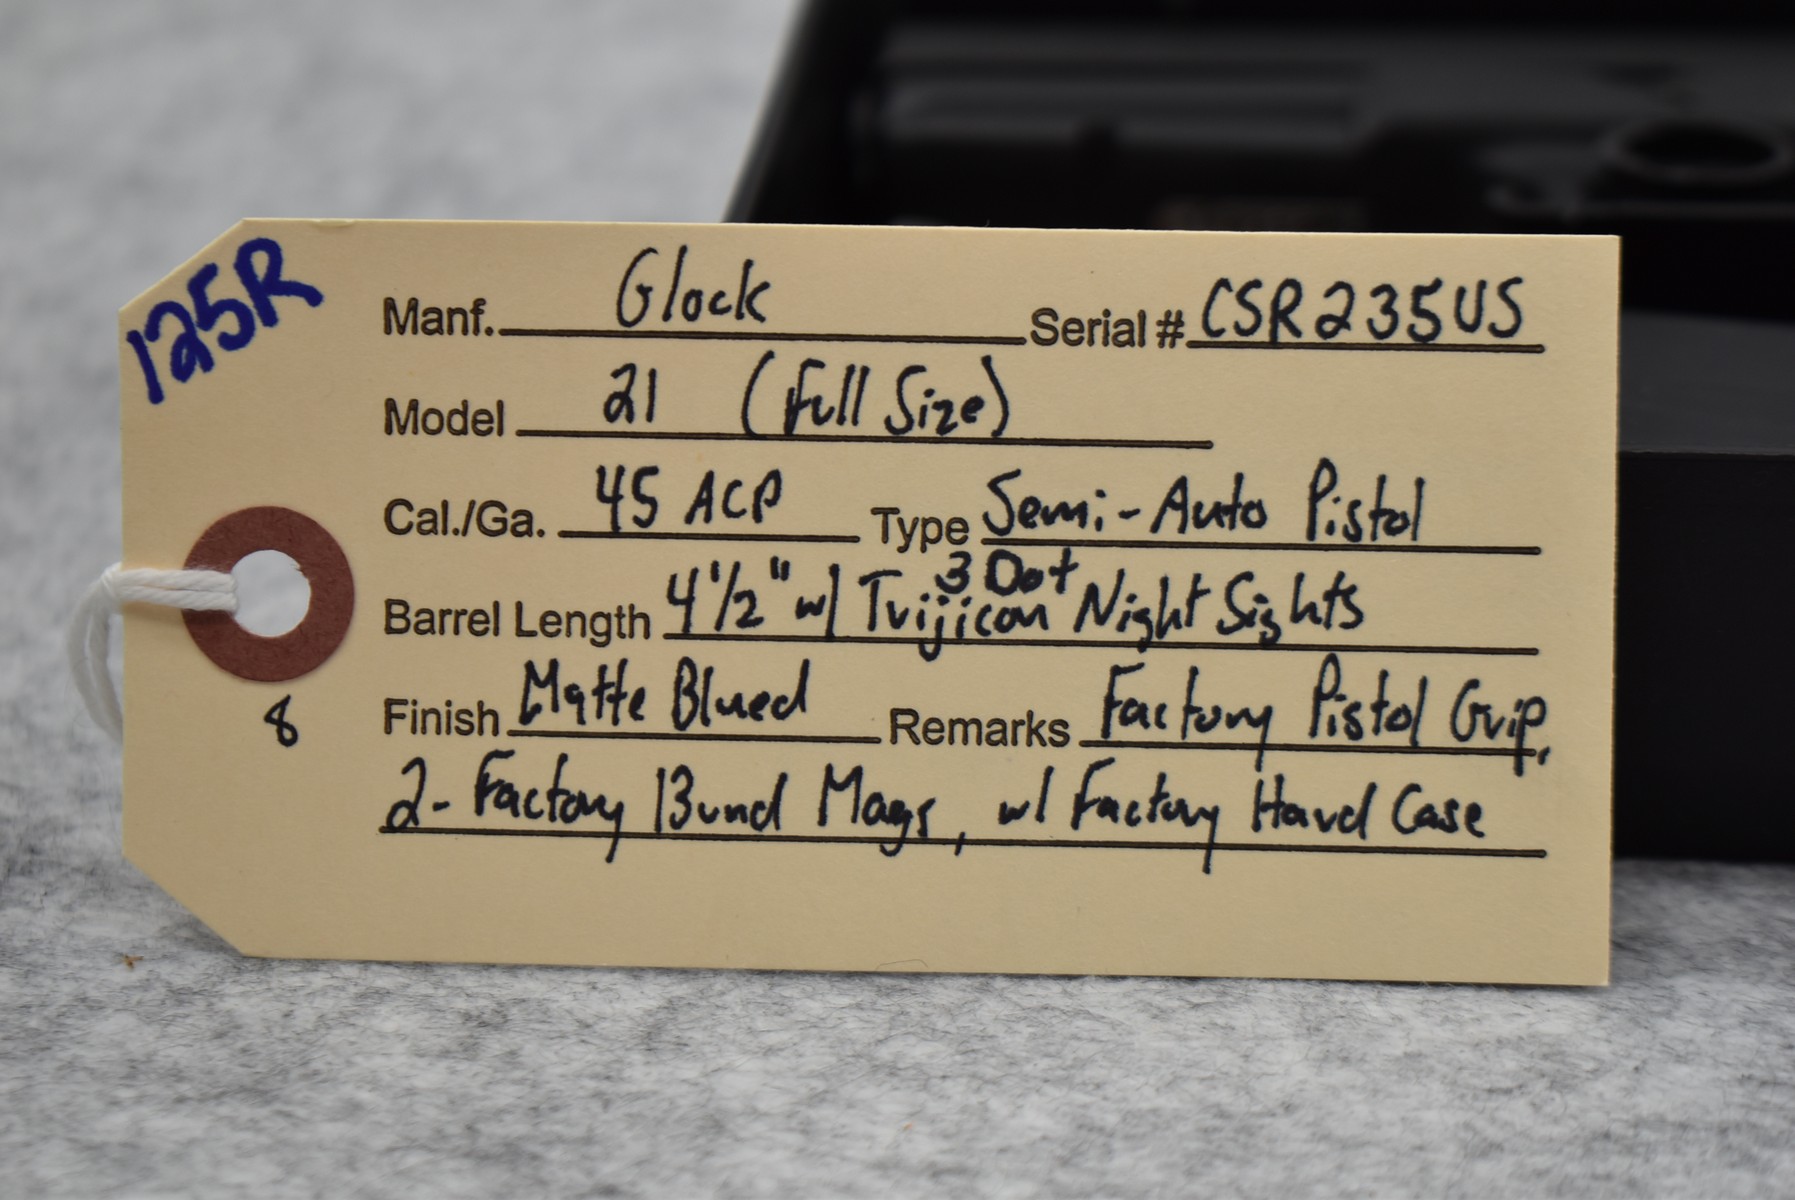 125R
Manf. Glock Serial # CSR235US
Model 21 (Full Size)
Cal./Ga. 45 ACP Type Semi-Auto Pistol
3 Dot
Barrel Length 4 1/2" w/ Trijicon Night Sights
Finish Matte Blued Remarks Factory Pistol Grip,
2- Factory 13 und Mags, w/ Factory Hard Case
8